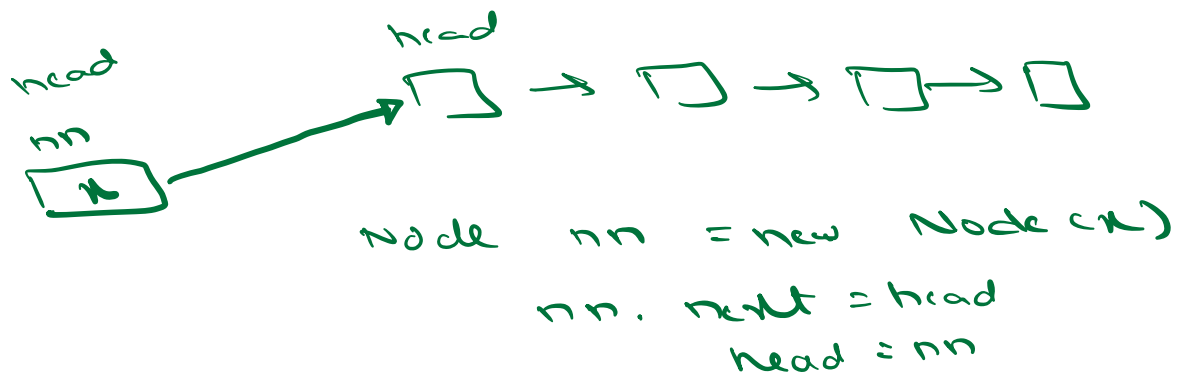 head
head
nn
x
Node nn = new Node(x)
nn. next = head
head = nn